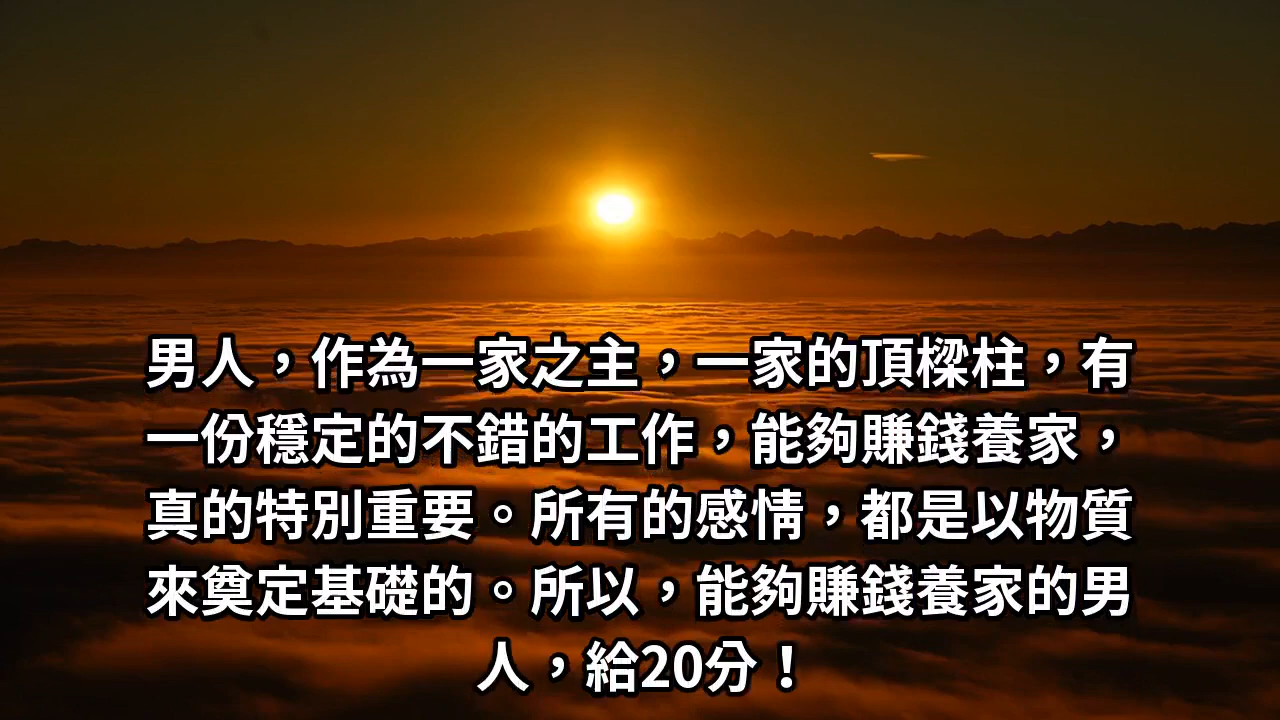 男人，作為一家之主，一家的頂樑柱，有
一份穩定的不錯的工作，能夠賺錢養家，
真的特別重要。所有的感情，都是以物質
來奠定基礎的。所以，能夠賺錢養家的男
人，給20分！